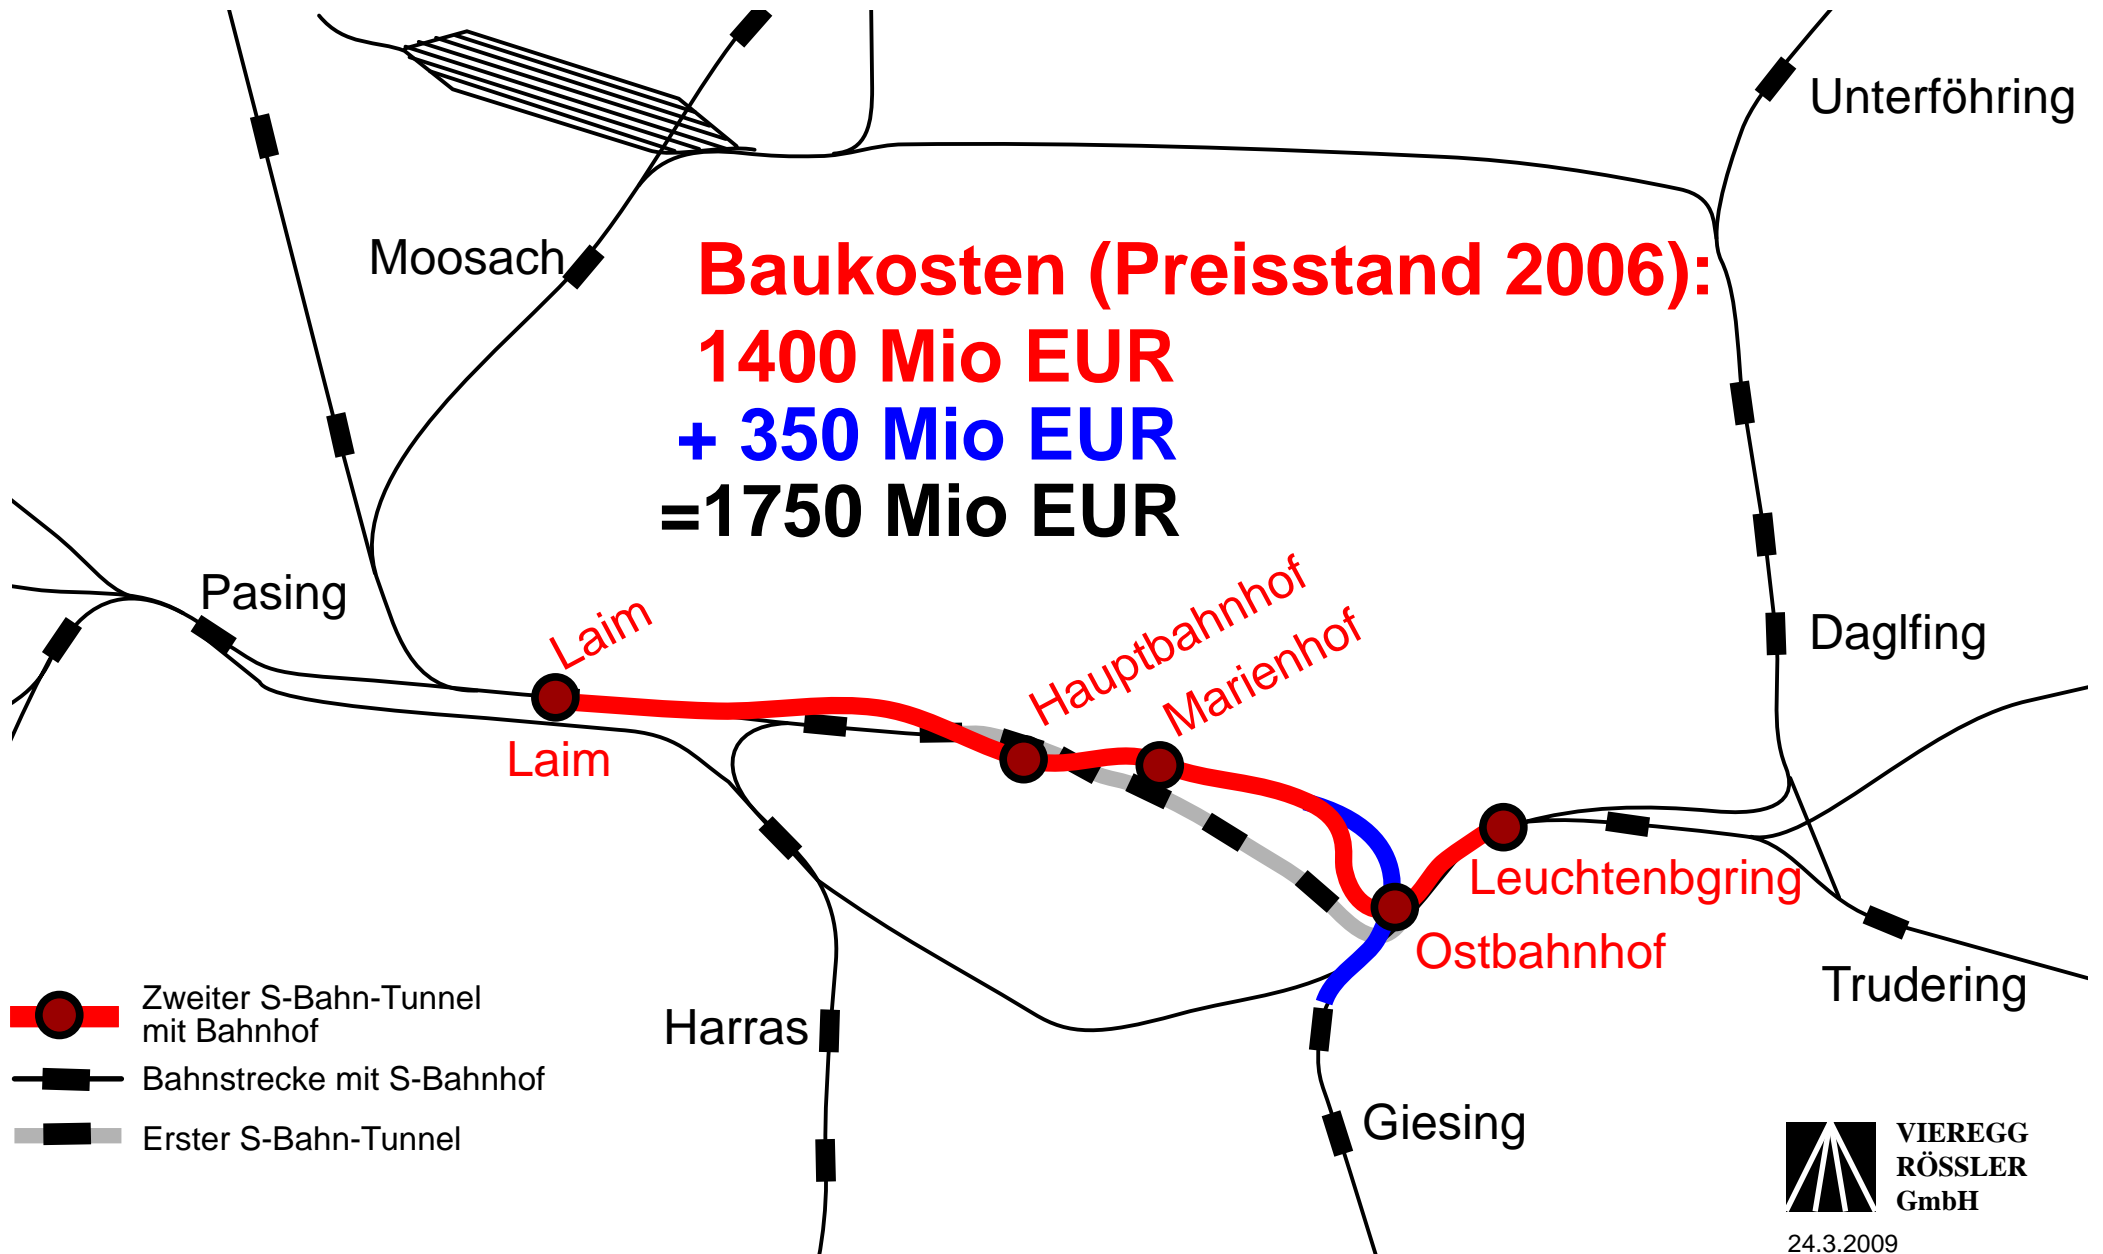 Unterföhring
Moosach
Baukosten (Preisstand 2006):
1400 Mio EUR
+ 350 Mio EUR
=1750 Mio EUR
Pasing
Laim
Hauptbahnhof
Marienhof
Daglfing
Laim
Leuchtenbgring
Ostbahnhof
Trudering
Zweiter S-Bahn-Tunnel
mit Bahnhof
Harras
Bahnstrecke mit S-Bahnhof
Erster S-Bahn-Tunnel
Giesing
VIEREGG
RÖSSLER
GmbH
24.3.2009